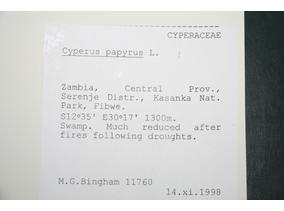 CYPERACEAE
Cyperus papyrus L.
Zambia, Central Prov.,
Serenje Distr., Kasanka Nat.
Park, Fibwe.
S12°35' E30°17' 1300m.
Swamp. Much reduced after
fires following droughts.
M.G.Bingham 11760
14.xi.1998